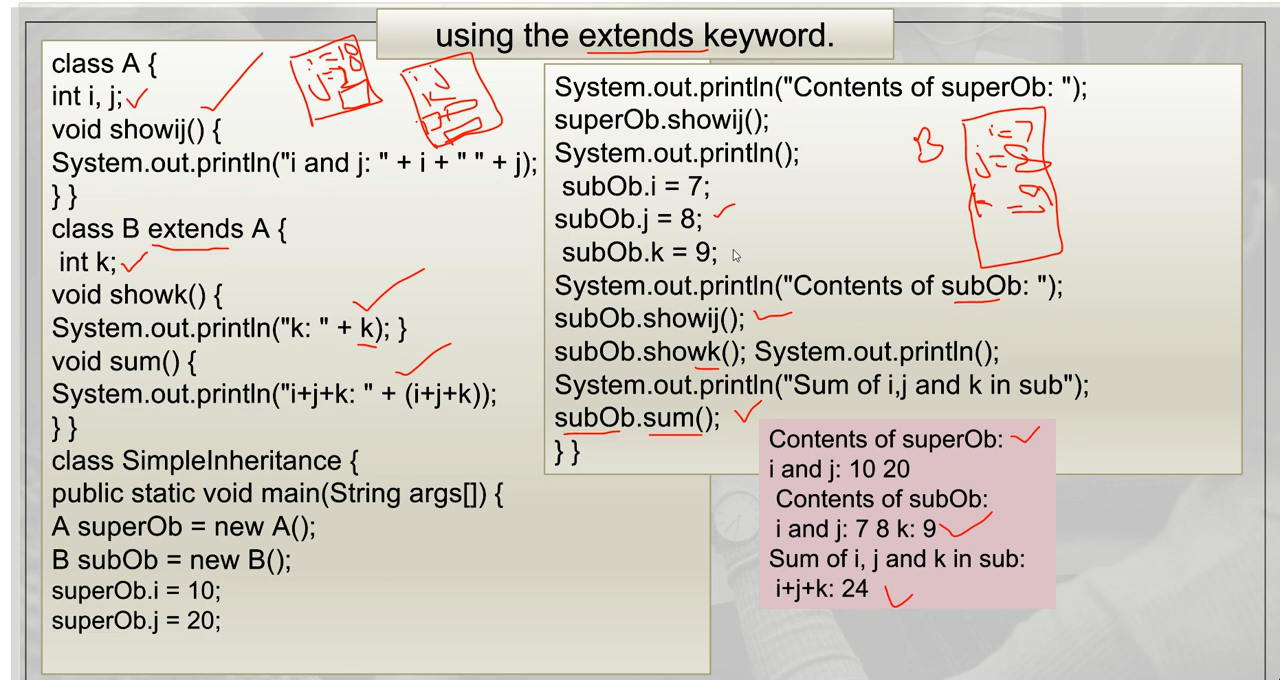 using the extends keyword.
class A {
int i, j;
void showij() {
System.out.println("i and j: " + i + " " + j);
} }
class B extends A {
int k;
void showk() {
System.out.println("k: " + k); }
void sum() {
System.out.println("i+j+k: " + (i+j+k));
} }
class SimpleInheritance {
public static void main(String args[]) {
A superOb = new A();
B subOb = new B();
superOb.i = 10;
superOb.j = 20;
System.out.println("Contents of superOb: ");
superOb.showij();
System.out.println();
subOb.i = 7;
subOb.j = 8;
subOb.k = 9;
System.out.println("Contents of subOb: ");
subOb.showij();
subOb.showk(); System.out.println();
System.out.println("Sum of i,j and k in sub");
subOb.sum();
} }
Contents of superOb:
i and j: 10 20
Contents of subOb:
i and j: 7 8 k: 9
Sum of i, j and k in sub:
i+j+k: 24
i j
k
B
i=7
j=8
k=9